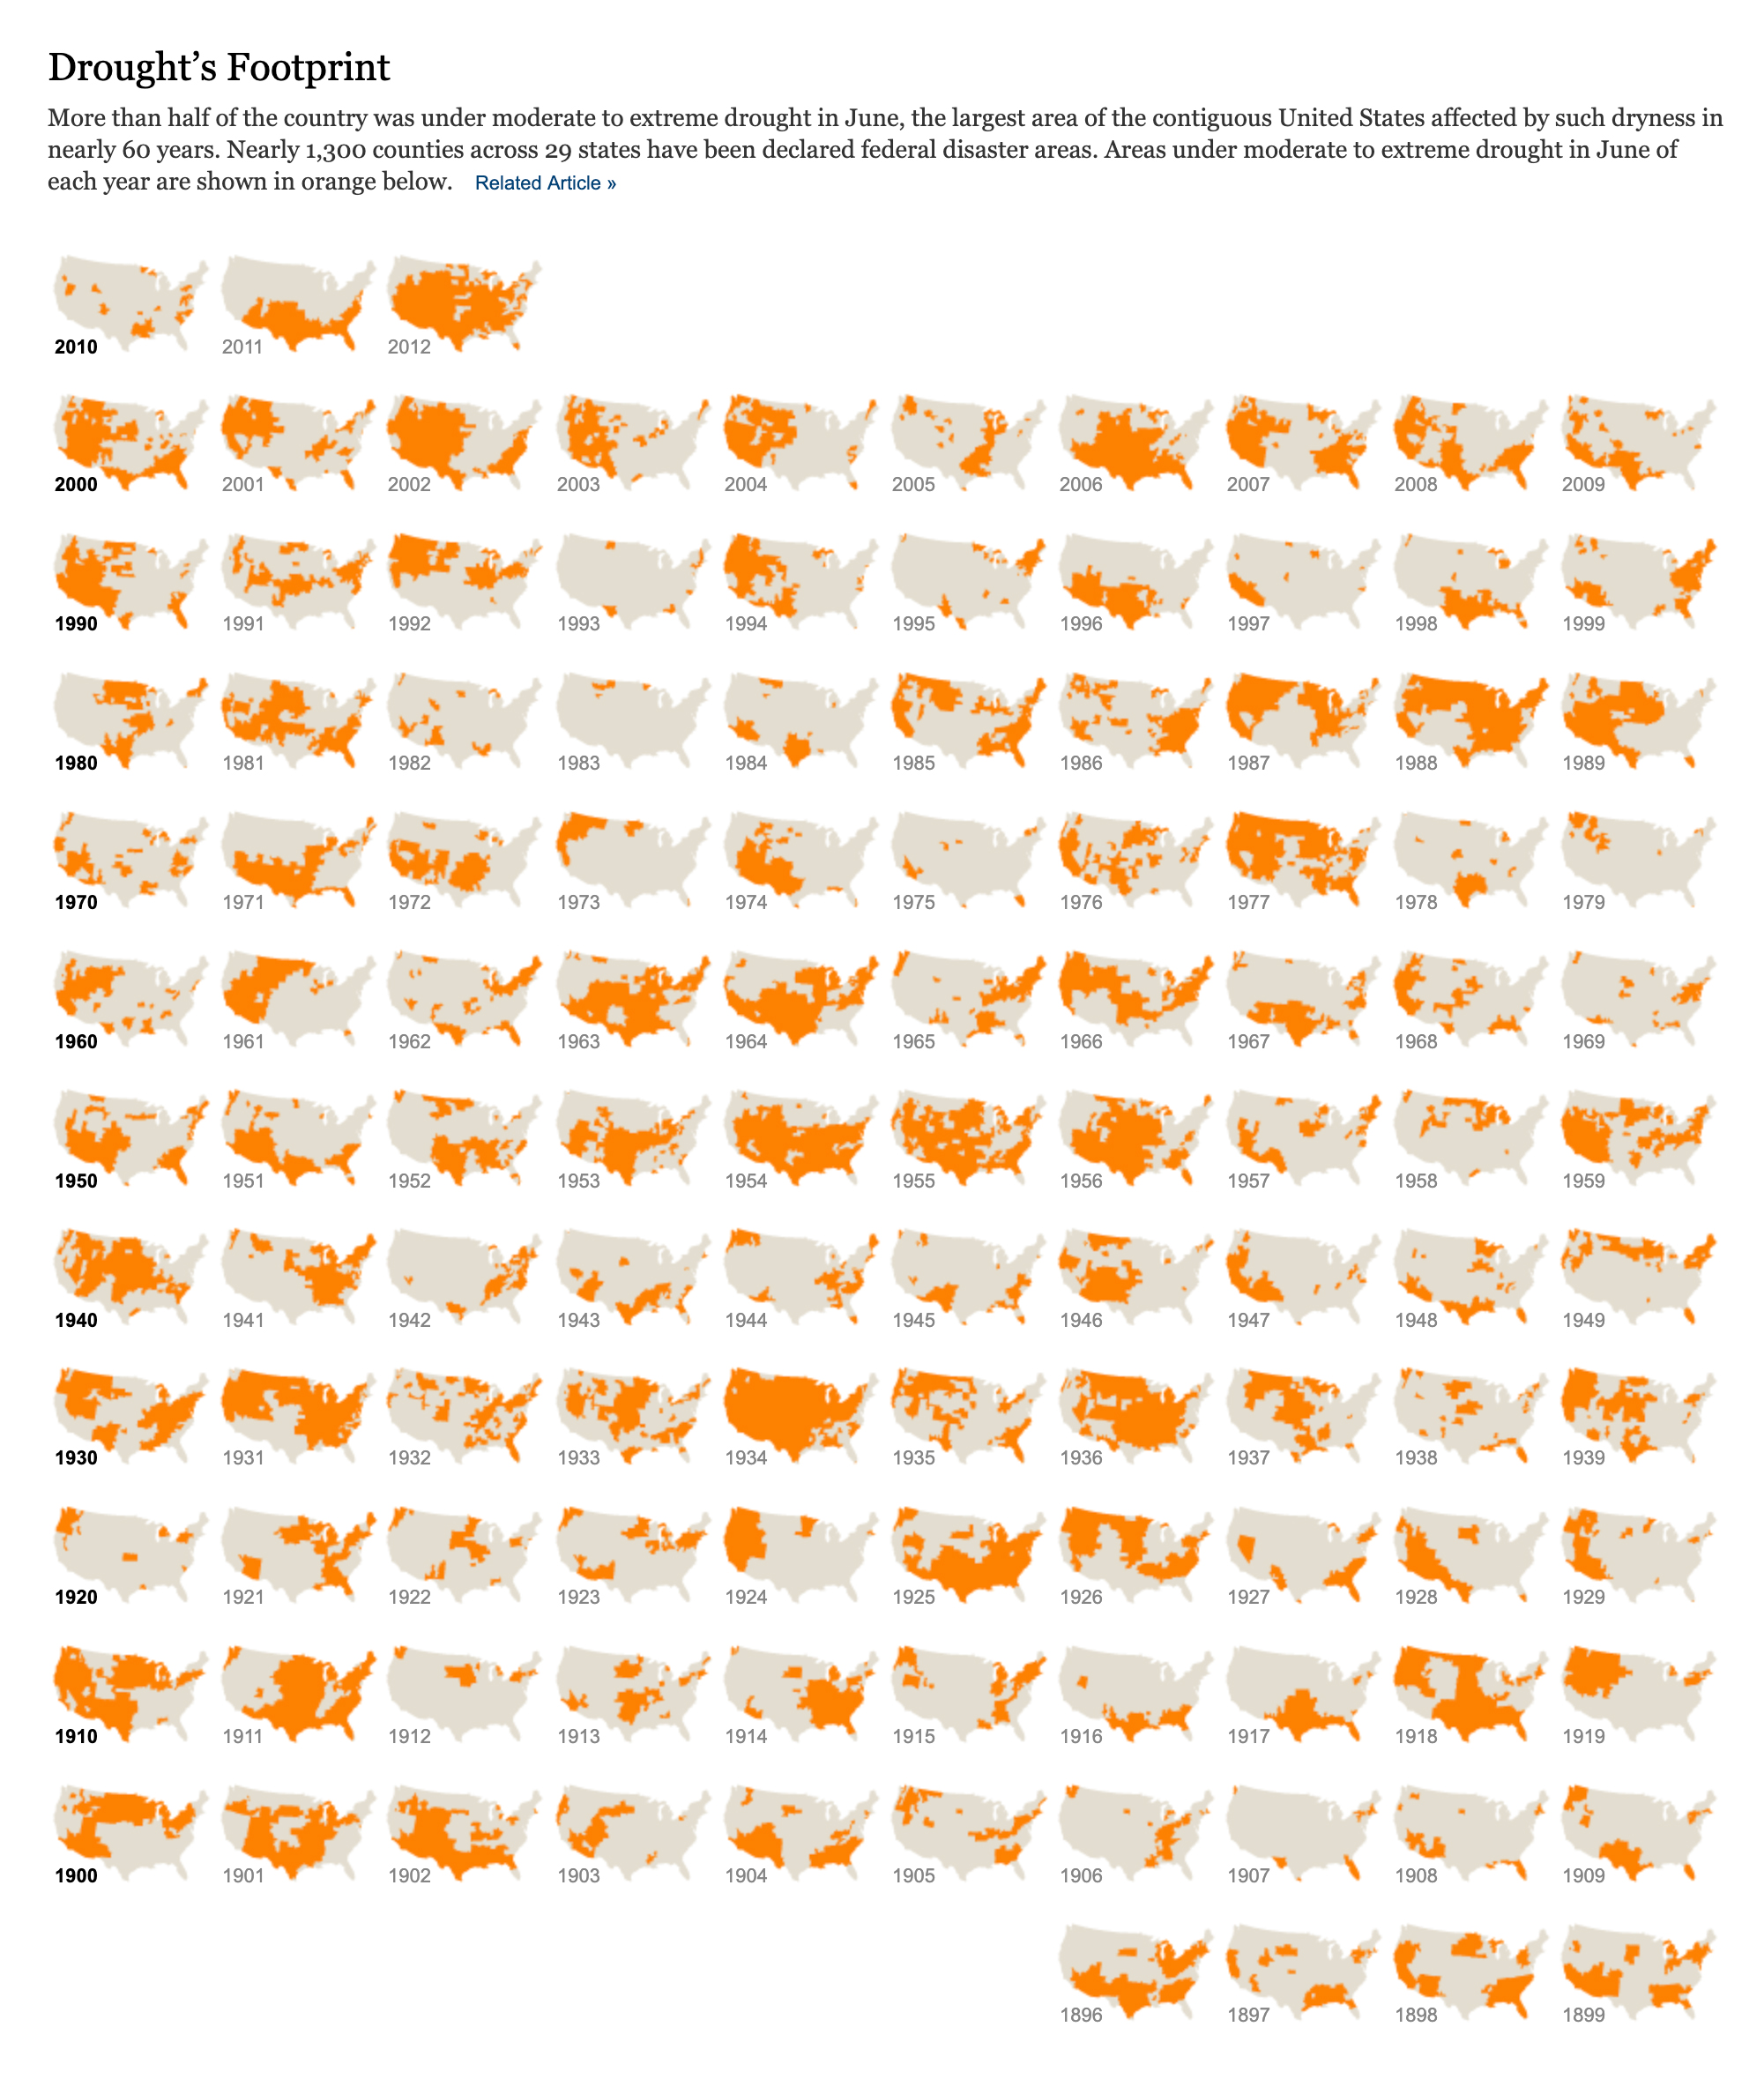 Drought’s Footprint
More than half of the country was under moderate to extreme drought in June, the largest area of the contiguous United States affected by such dryness in
nearly 60 years. Nearly 1,300 counties across 29 states have been declared federal disaster areas. Areas under moderate to extreme drought in June of
each year are shown in orange below. Related Article »
2010 2011 2012
2000 2001 2002 2003 2004 2005 2006 2007 2008 2009
1990 1991 1992 1993 1994 1995 1996 1997 1998 1999
1980 1981 1982 1983 1984 1985 1986 1987 1988 1989
1970 1971 1972 1973 1974 1975 1976 1977 1978 1979
1960 1961 1962 1963 1964 1965 1966 1967 1968 1969
1950 1951 1952 1953 1954 1955 1956 1957 1958 1959
1940 1941 1942 1943 1944 1945 1946 1947 1948 1949
1930 1931 1932 1933 1934 1935 1936 1937 1938 1939
1920 1921 1922 1923 1924 1925 1926 1927 1928 1929
1910 1911 1912 1913 1914 1915 1916 1917 1918 1919
1900 1901 1902 1903 1904 1905 1906 1907 1908 1909
1896 1897 1898 1899